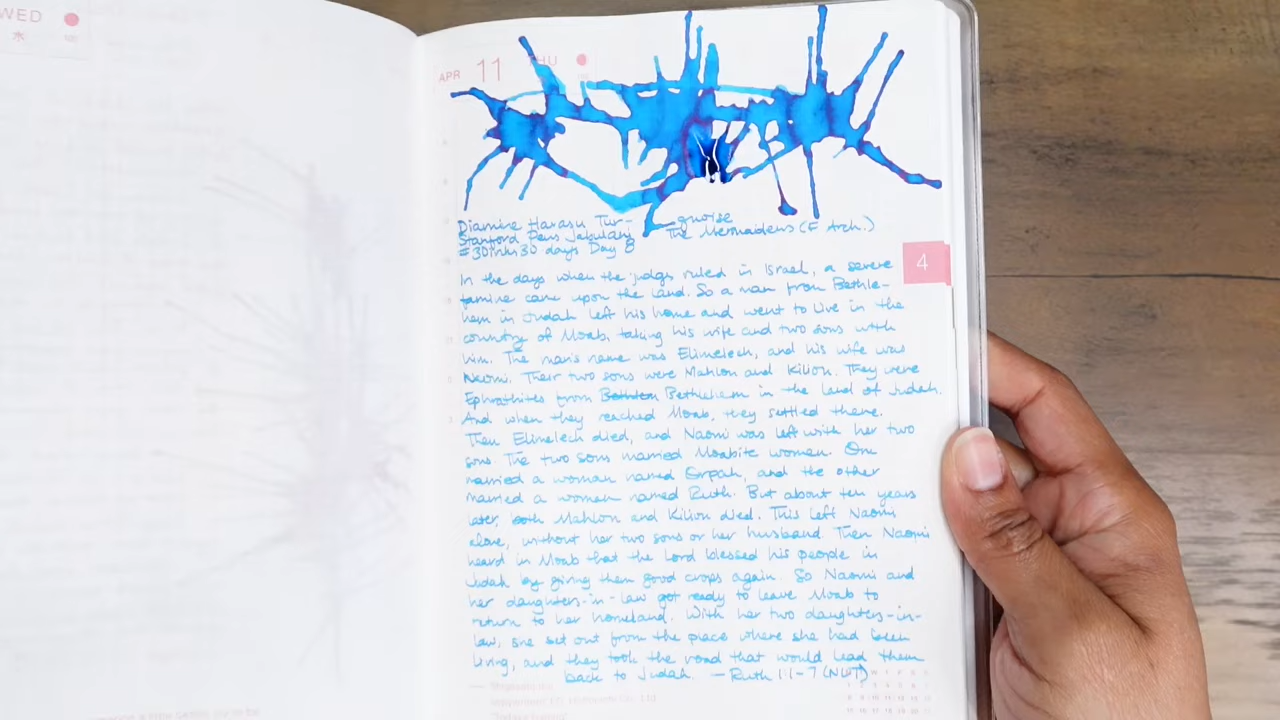 WED
水
APR 11 THU
Diamine Havasu Tur- quoise
Stanford Pens Jabulani The Mermaidens (F Arch.)
#30inks30days Day 8
4
In the days when the judges ruled in Israel, a severe
famine came upon the land. So a man from Bethle-
hem in Judah left his home and went to live in the
country of Moab, taking his wife and two sons with
him. The man's name was Elimelech, and his wife was
Naomi. Their two sons were Mahlon and Kilion. They were
Ephrathites from Bethlehem in the land of Judah.
And when they reached Moab, they settled there.
Then Elimelech died, and Naomi was left with her two
sons. The two sons married Moabite women. One
married a woman named Orpah, and the other
married a woman named Ruth. But about ten years
later, both Mahlon and Kilion died. This left Naomi
alone, without her two sons or her husband. Then Naomi
heard in Moab that the Lord blessed his people in
Judah by giving them good crops again. So Naomi and
her daughters-in-law got ready to leave Moab to
return to her homeland. With her two daughters-in-
law, she set out from the place where she had been
living, and they took the road that would lead them
back to Judah. —Ruth 1:1-7 (NLT)